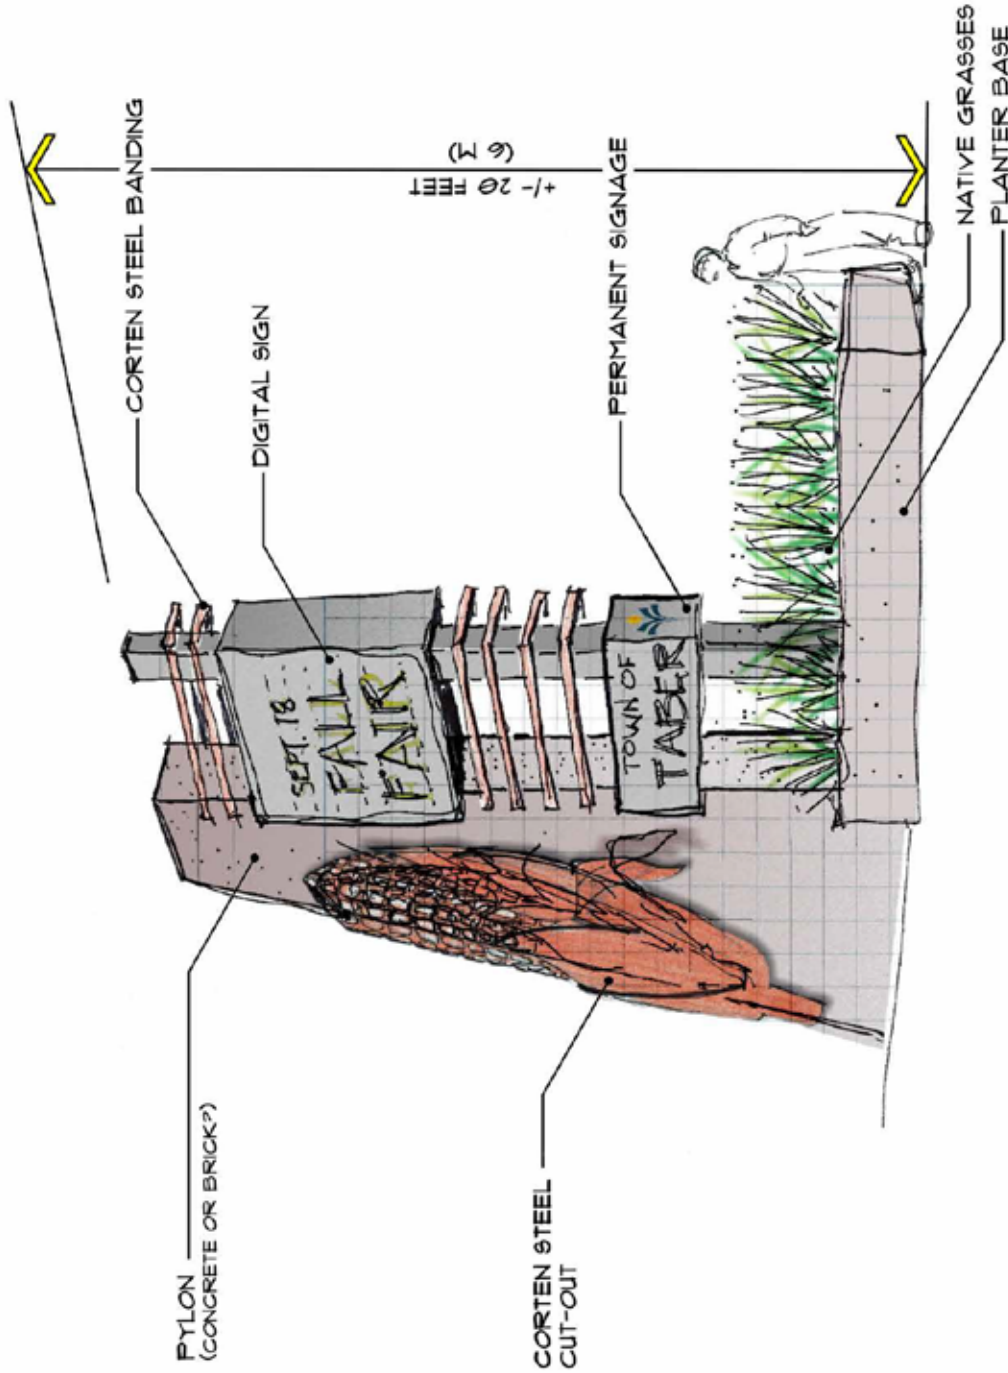 CORTEN STEEL BANDING
DIGITAL SIGN
+/- 20 FEET
(6 M)
PERMANENT SIGNAGE
NATIVE GRASSES
PLANTER BASE
SEPT. 18
FALL
FAIR
TOWN OF
TABER
PYLON
(CONCRETE OR BRICK?)
CORTEN STEEL
CUT-OUT